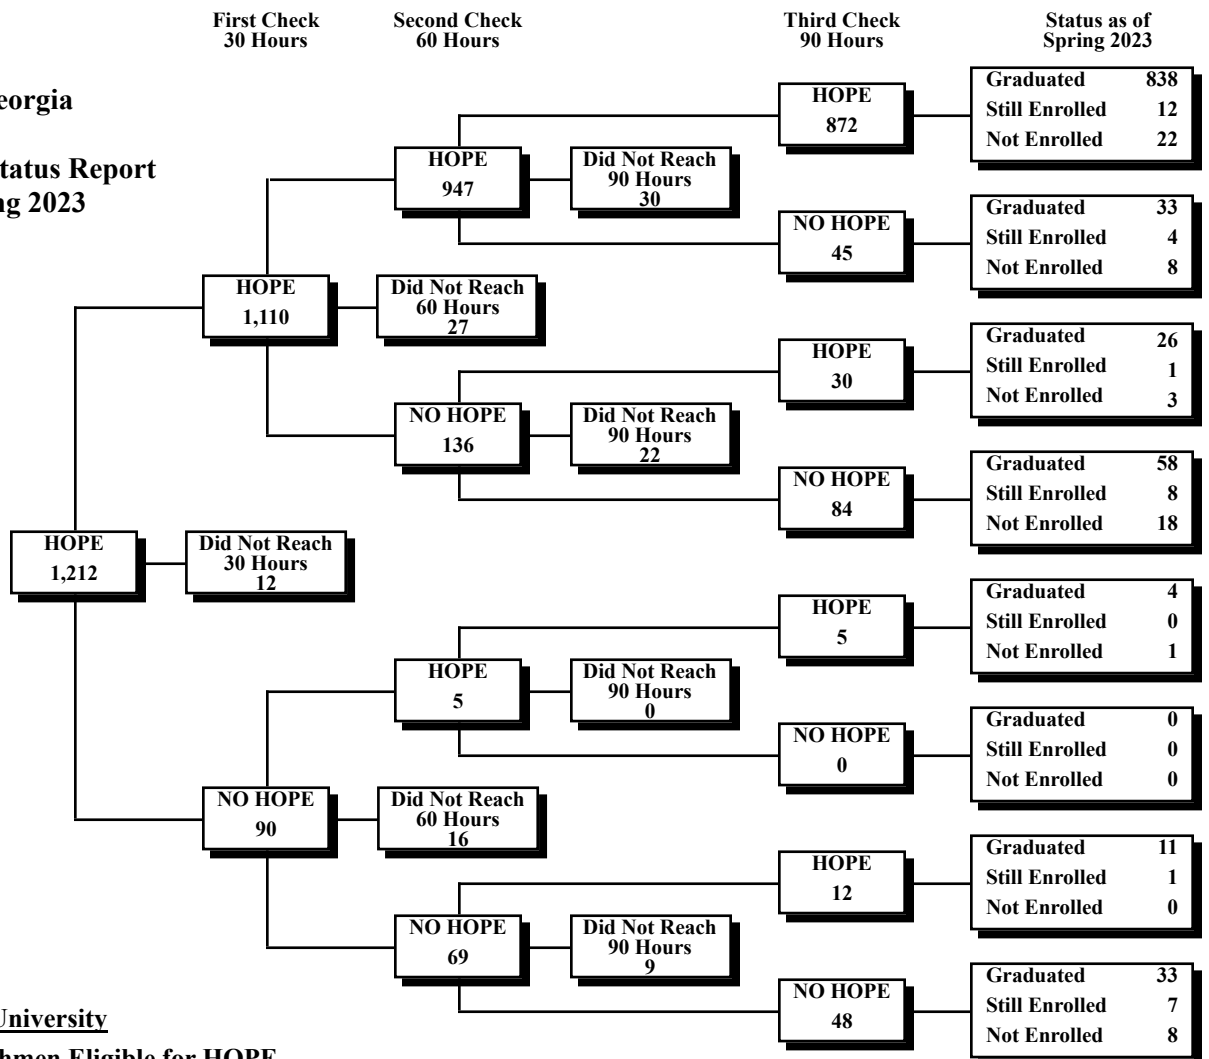 First Check
30 Hours
Second Check
60 Hours
Third Check
90 Hours
Status as of
Spring 2023
eorgia
tatus Report
ng 2023
HOPE
1,212
Did Not Reach
30 Hours
12
HOPE
1,110
Did Not Reach
60 Hours
27
NO HOPE
90
Did Not Reach
60 Hours
16
HOPE
947
Did Not Reach
90 Hours
30
NO HOPE
136
Did Not Reach
90 Hours
22
HOPE
5
Did Not Reach
90 Hours
0
NO HOPE
69
Did Not Reach
90 Hours
9
HOPE
872
Graduated 838
Still Enrolled 12
Not Enrolled 22
NO HOPE
45
Graduated 33
Still Enrolled 4
Not Enrolled 8
HOPE
30
Graduated 26
Still Enrolled 1
Not Enrolled 3
NO HOPE
84
Graduated 58
Still Enrolled 8
Not Enrolled 18
HOPE
5
Graduated 4
Still Enrolled 0
Not Enrolled 1
NO HOPE
0
Graduated 0
Still Enrolled 0
Not Enrolled 0
HOPE
12
Graduated 11
Still Enrolled 1
Not Enrolled 0
NO HOPE
48
Graduated 33
Still Enrolled 7
Not Enrolled 8
University
hmen Eligible for HOPE